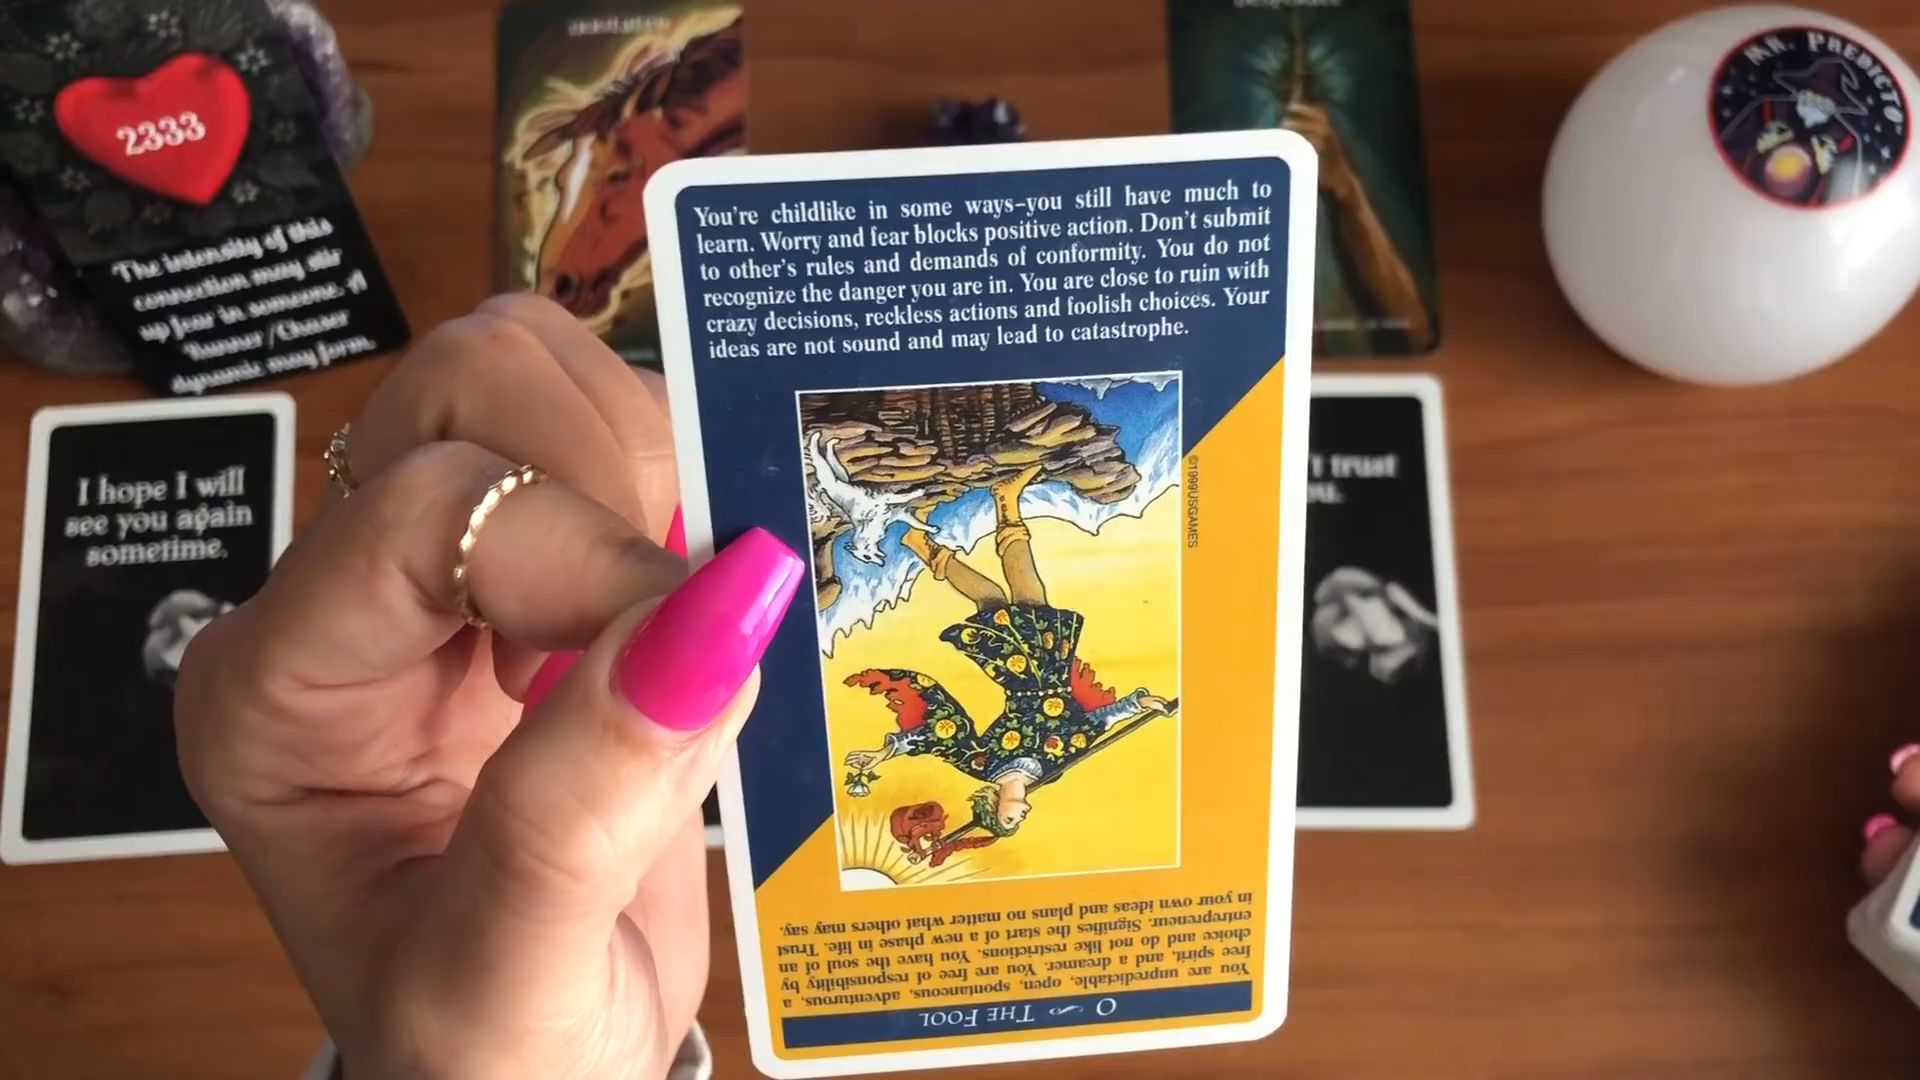 2333
The intensity of this
connection may stir
up fear in someone. A
Runner/Chaser
dynamic may form.
MR. PREDICTO
You're childlike in some ways–you still have much to
learn. Worry and fear blocks positive action. Don't submit
to other's rules and demands of conformity. You do not
recognize the danger you are in. You are close to ruin with
crazy decisions, reckless actions and foolish choices. Your
ideas are not sound and may lead to catastrophe.
©1999USGAMES
I hope I will
see you again
sometime.
trust
0 ~ THE FOOL
You are unpredictable, open, spontaneous, adventurous, a
free spirit, and a dreamer. You are free of responsibility by
choice and do not like restrictions. You have the soul of an
entrepreneur. Signifies the start of a new phase in life. Trust
in your own ideas and plans no matter what others may say.